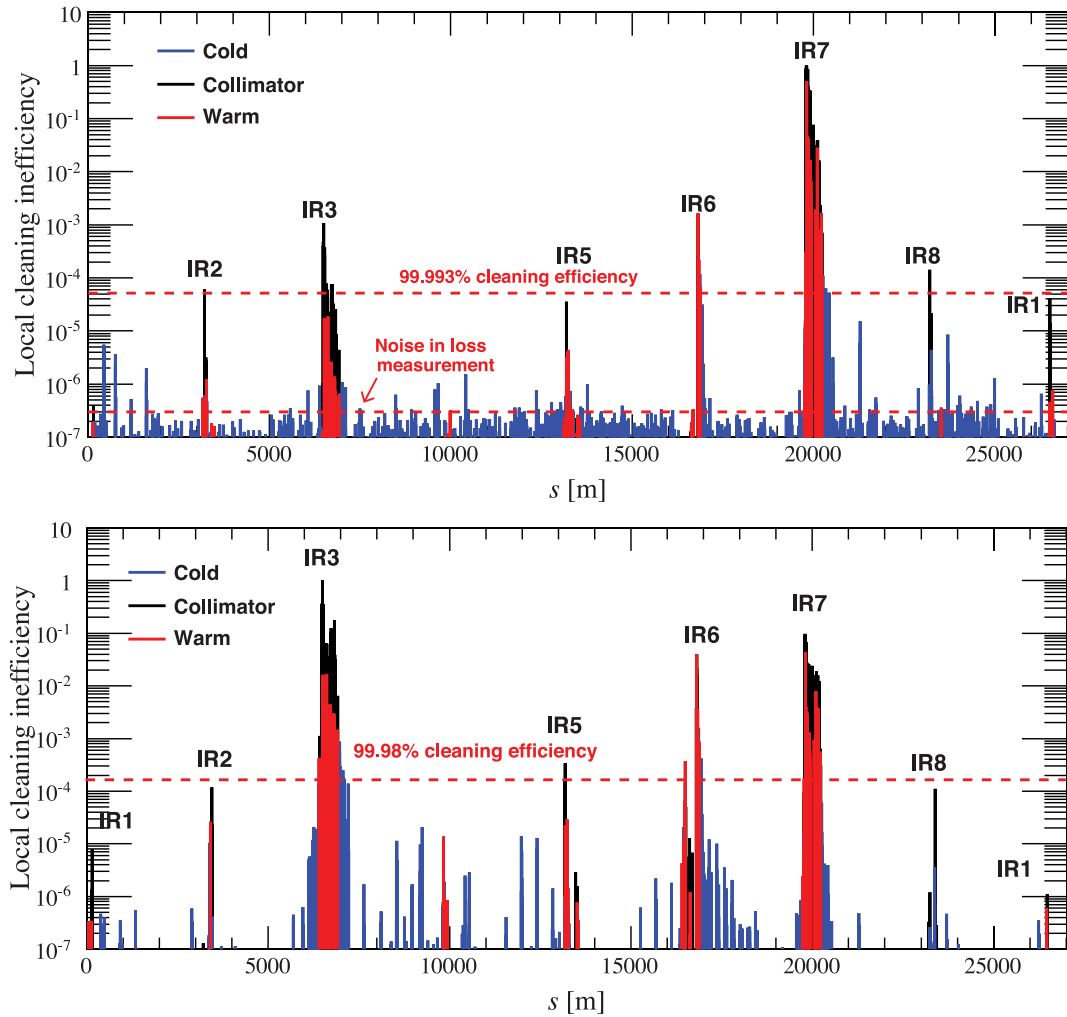 10
1
10^-1
10^-2
10^-3
10^-4
10^-5
10^-6
10^-7
Local cleaning inefficiency
Cold
Collimator
Warm
IR7
IR3
IR6
IR2
IR5
IR8
IR1
99.993% cleaning efficiency
Noise in loss
measurement
0
5000
10000
15000
20000
25000
s [m]
10
1
10^-1
10^-2
10^-3
10^-4
10^-5
10^-6
10^-7
Local cleaning inefficiency
Cold
Collimator
Warm
IR3
IR7
IR6
IR5
IR2
IR8
IR1
IR1
99.98% cleaning efficiency
0
5000
10000
15000
20000
25000
s [m]